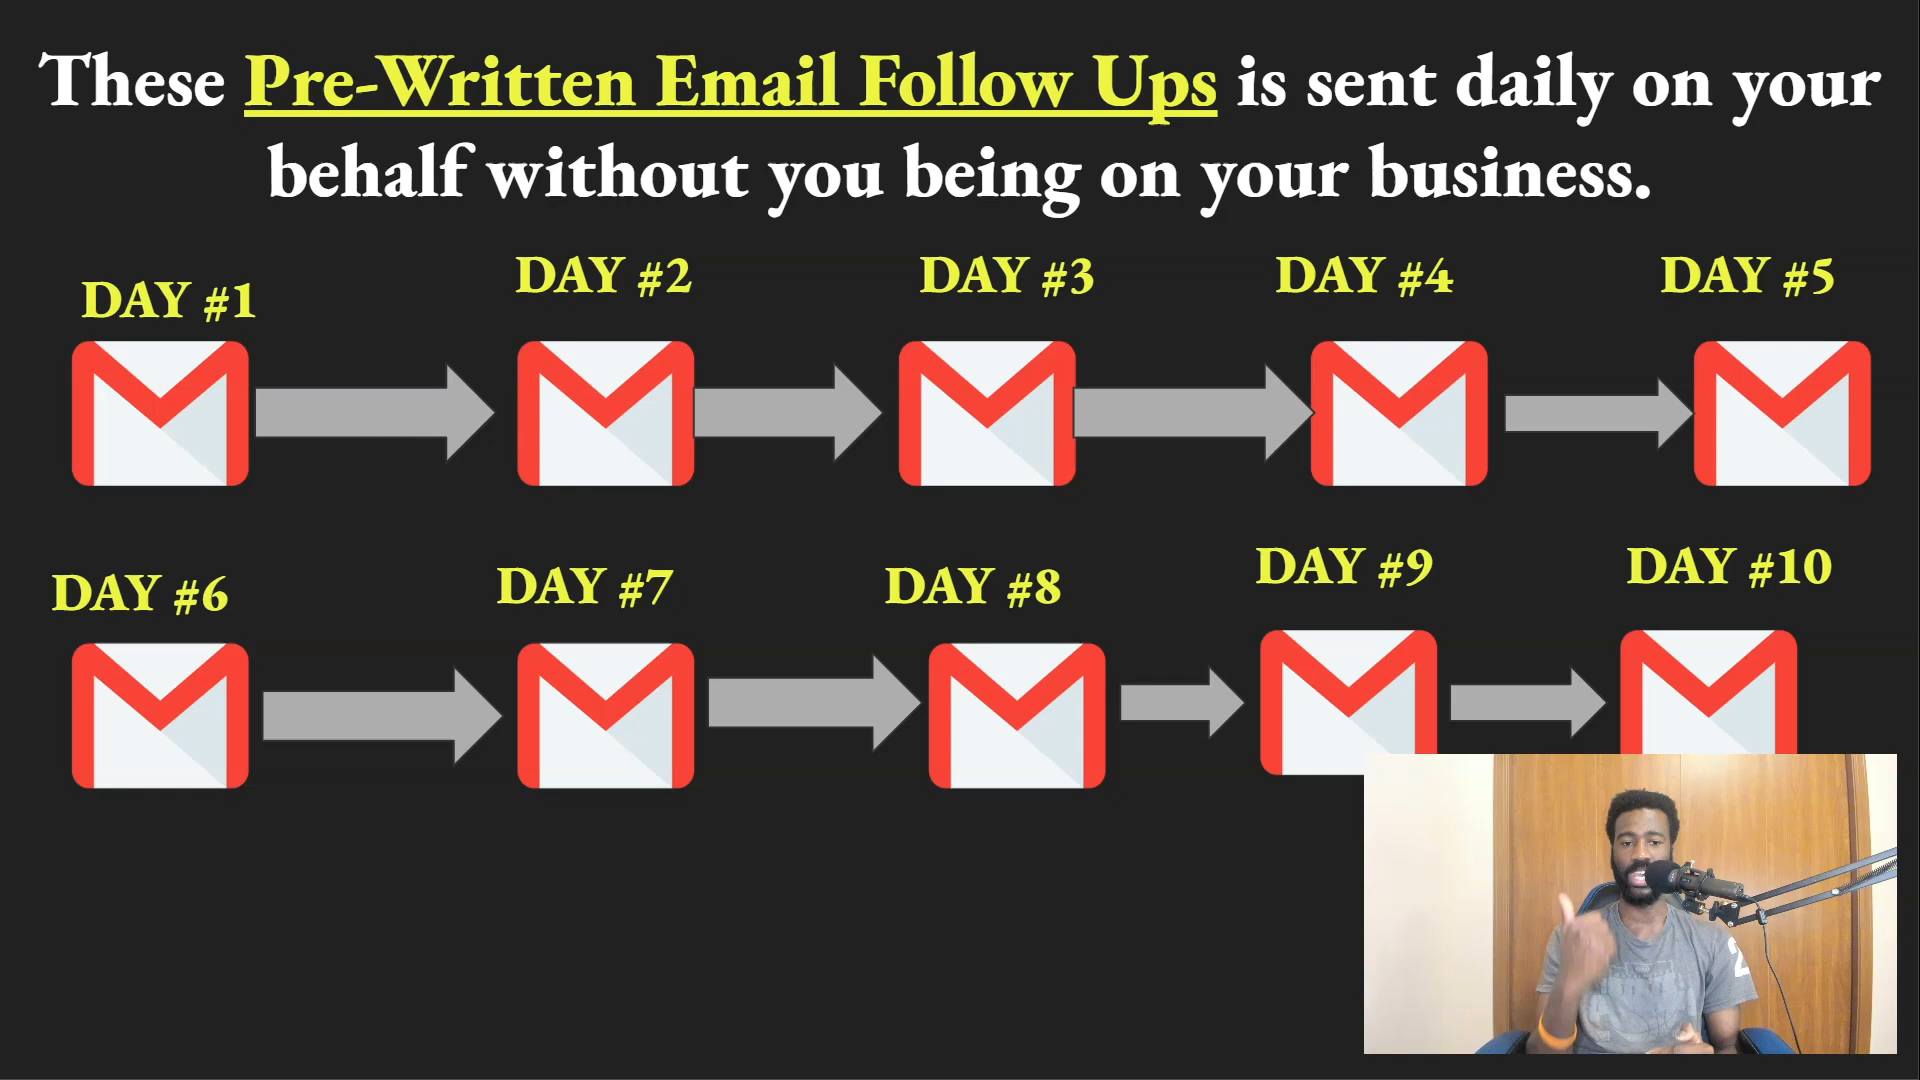 These Pre-Written Email Follow Ups is sent daily on your
behalf without you being on your business.
DAY #1
DAY #2
DAY #3
DAY #4
DAY #5
DAY #6
DAY #7
DAY #8
DAY #9
DAY #10